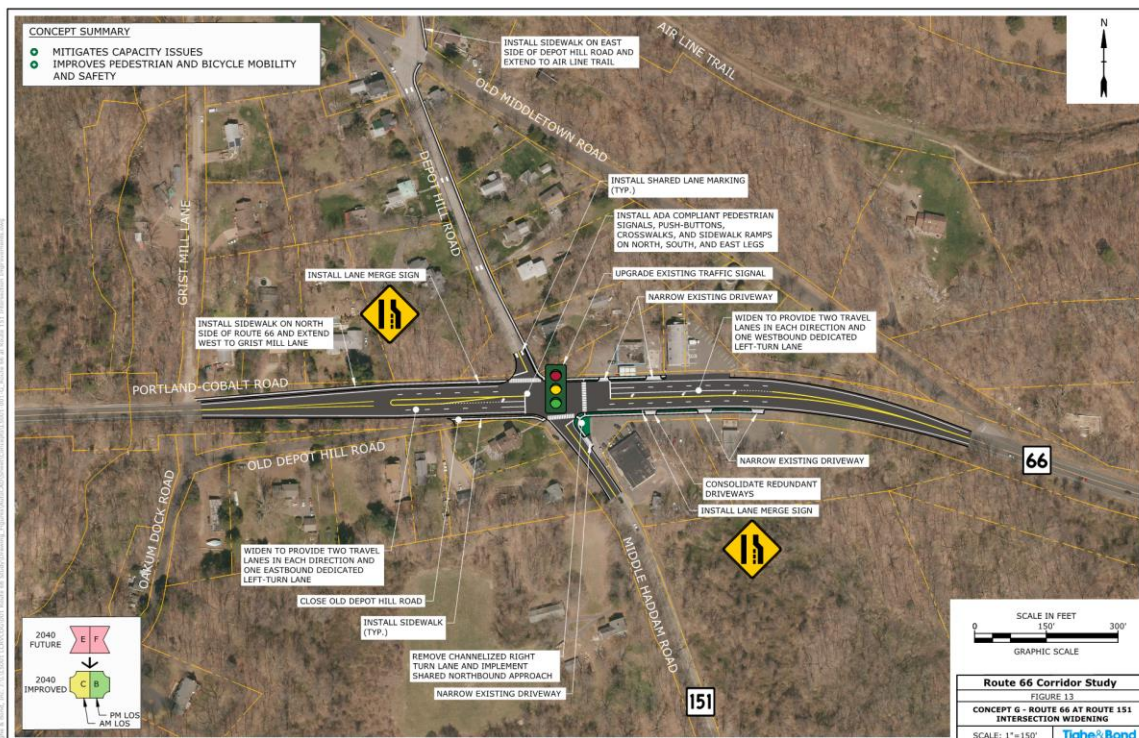 CONCEPT SUMMARY
MITIGATES CAPACITY ISSUES
IMPROVES PEDESTRIAN AND BICYCLE MOBILITY
AND SAFETY
INSTALL SIDEWALK ON EAST
SIDE OF DEPOT HILL ROAD AND
EXTEND TO AIR LINE TRAIL
AIR LINE TRAIL
N
OLD MIDDLETOWN ROAD
DEPOT HILL ROAD
GRIST MILL LANE
INSTALL SHARED LANE MARKING
(TYP.)
INSTALL ADA COMPLIANT PEDESTRIAN
SIGNALS, PUSH-BUTTONS,
CROSSWALKS, AND SIDEWALK RAMPS
ON NORTH, SOUTH, AND EAST LEGS
INSTALL LANE MERGE SIGN
UPGRADE EXISTING TRAFFIC SIGNAL
NARROW EXISTING DRIVEWAY
WIDEN TO PROVIDE TWO TRAVEL
LANES IN EACH DIRECTION AND
ONE WESTBOUND DEDICATED
LEFT-TURN LANE
INSTALL SIDEWALK ON NORTH
SIDE OF ROUTE 66 AND EXTEND
WEST TO GRIST MILL LANE
PORTLAND-COBALT ROAD
OLD DEPOT HILL ROAD
OAKUM DOCK ROAD
66
NARROW EXISTING DRIVEWAY
CONSOLIDATE REDUNDANT
DRIVEWAYS
INSTALL LANE MERGE SIGN
MIDDLE HADDAM ROAD
WIDEN TO PROVIDE TWO TRAVEL
LANES IN EACH DIRECTION AND
ONE EASTBOUND DEDICATED
LEFT-TURN LANE
CLOSE OLD DEPOT HILL ROAD
INSTALL SIDEWALK
(TYP.)
REMOVE CHANNELIZED RIGHT
TURN LANE AND IMPLEMENT
SHARED NORTHBOUND APPROACH
NARROW EXISTING DRIVEWAY
151
2040
FUTURE
E F
2040
IMPROVED
C B
PM LOS
AM LOS
SCALE IN FEET
0 150' 300'
GRAPHIC SCALE
Route 66 Corridor Study
FIGURE 13
CONCEPT G - ROUTE 66 AT ROUTE 151
INTERSECTION WIDENING
SCALE: 1"=150'
Tighe&Bond